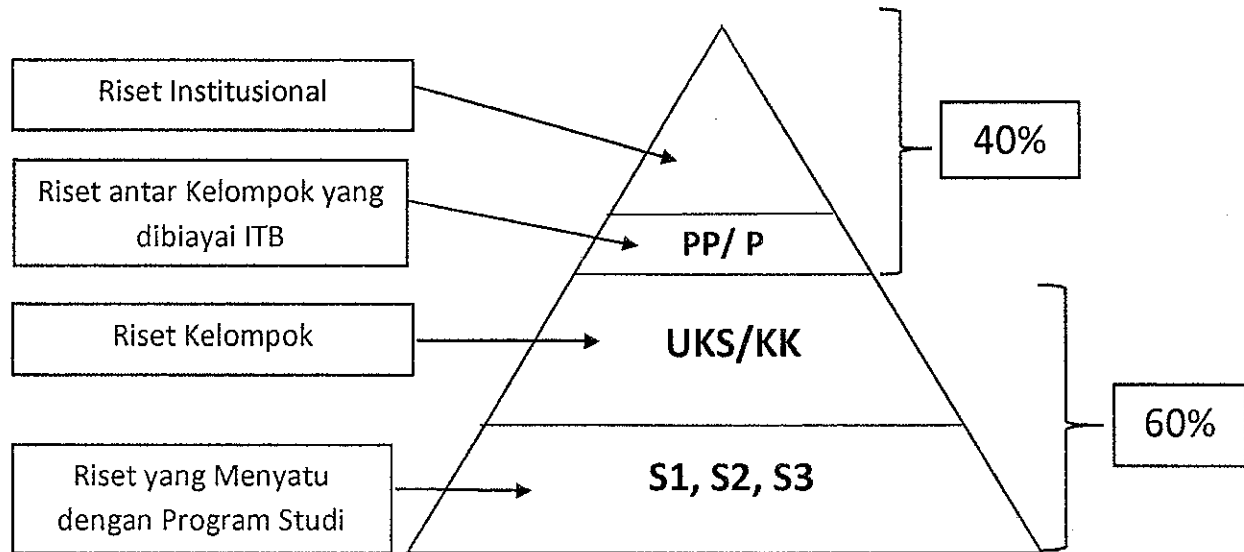 Riset Institusional
40%
Riset antar Kelompok yang
dibiayai ITB
PP/ P
Riset Kelompok
UKS/KK
60%
Riset yang Menyatu
dengan Program Studi
S1, S2, S3